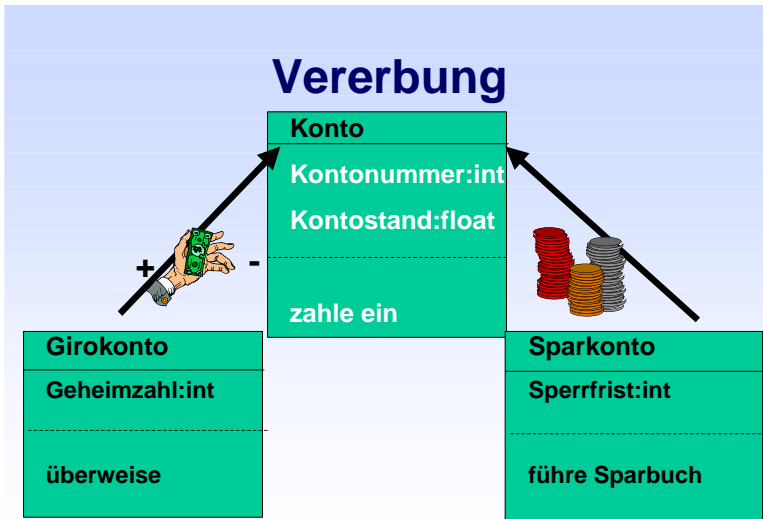 Vererbung
Konto
Kontonummer:int
Kontostand:float
zahle ein
+ -
Girokonto
Geheimzahl:int
überweise
Sparkonto
Sperrfrist:int
führe Sparbuch